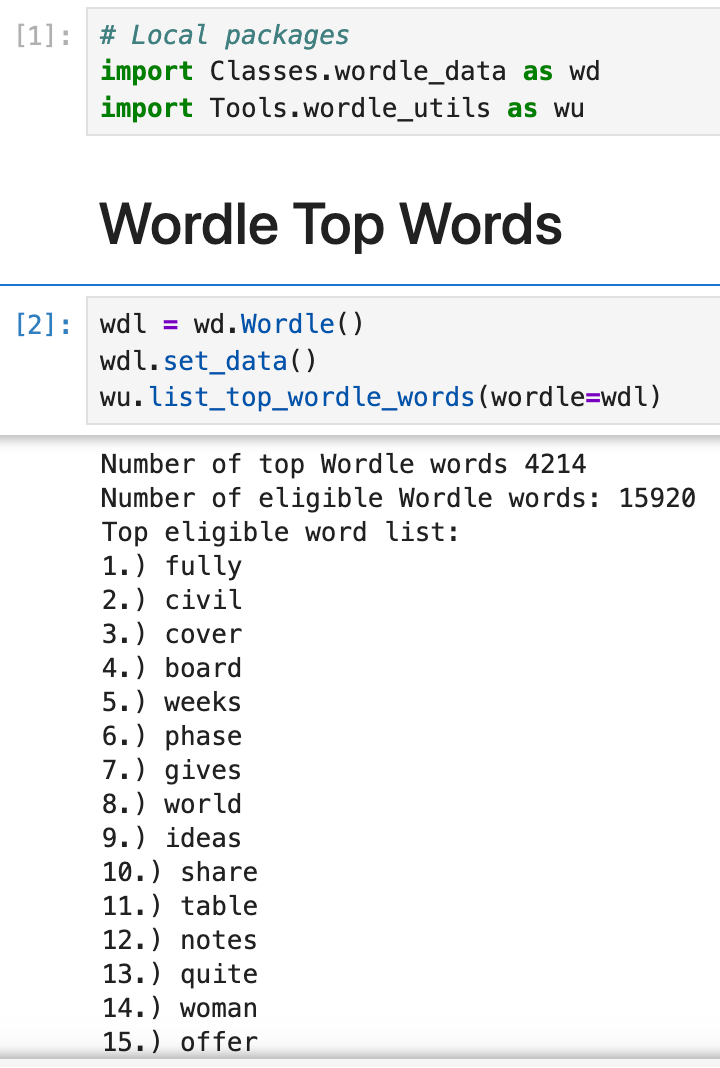 [1]: # Local packages
import Classes.wordle_data as wd
import Tools.wordle_utils as wu
Wordle Top Words
[2]: wdl = wd.Wordle()
wdl.set_data()
wu.list_top_wordle_words(wordle=wdl)
Number of top Wordle words 4214
Number of eligible Wordle words: 15920
Top eligible word list:
1.) fully
2.) civil
3.) cover
4.) board
5.) weeks
6.) phase
7.) gives
8.) world
9.) ideas
10.) share
11.) table
12.) notes
13.) quite
14.) woman
15.) offer